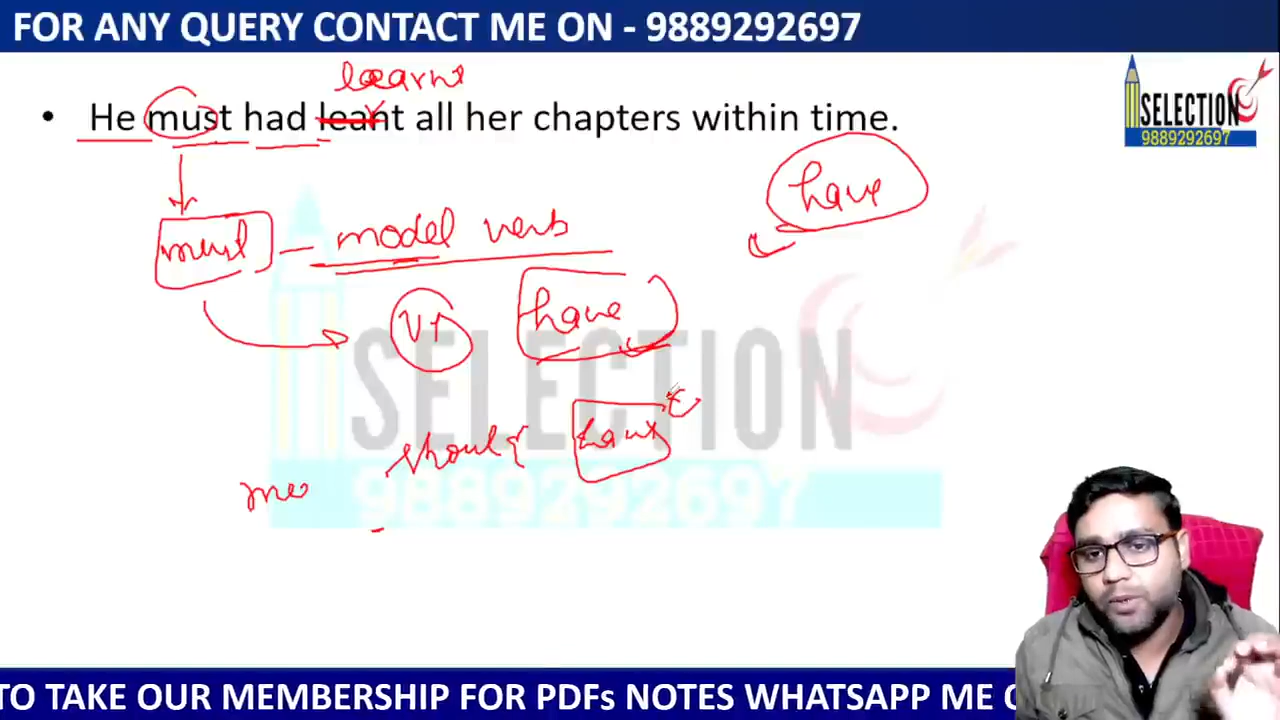 FOR ANY QUERY CONTACT ME ON - 9889292697
learnt
• He must had leant all her chapters within time.
SELECTION
9889292697
have
must - model verb
V1 have
SELECTION
should have
9889292697
TO TAKE OUR MEMBERSHIP FOR PDFs NOTES WHATSAPP ME